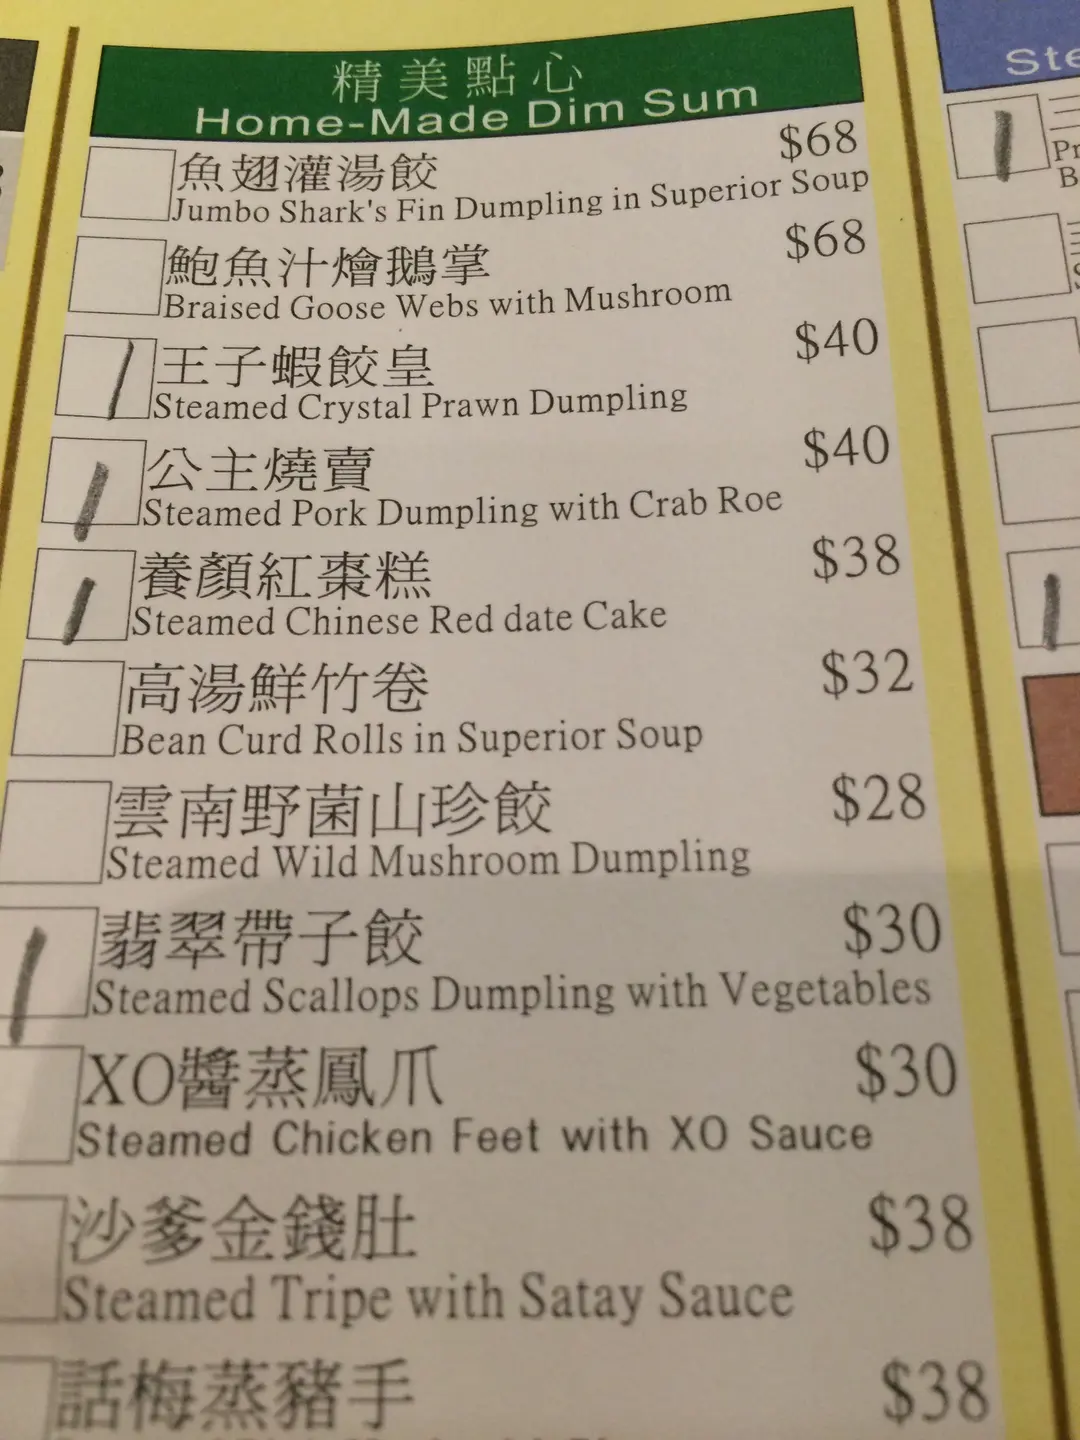 精美點心
Home-Made Dim Sum
魚翅灌湯餃 $68
Jumbo Shark's Fin Dumpling in Superior Soup
鮑魚汁燴鵝掌 $68
Braised Goose Webs with Mushroom
王子蝦餃皇 $40
Steamed Crystal Prawn Dumpling
公主燒賣 $40
Steamed Pork Dumpling with Crab Roe
養顏紅棗糕 $38
Steamed Chinese Red date Cake
高湯鮮竹卷 $32
Bean Curd Rolls in Superior Soup
雲南野菌山珍餃 $28
Steamed Wild Mushroom Dumpling
翡翠帶子餃 $30
Steamed Scallops Dumpling with Vegetables
XO醬蒸鳳爪 $30
Steamed Chicken Feet with XO Sauce
沙爹金錢肚 $38
Steamed Tripe with Satay Sauce
話梅蒸豬手 $38